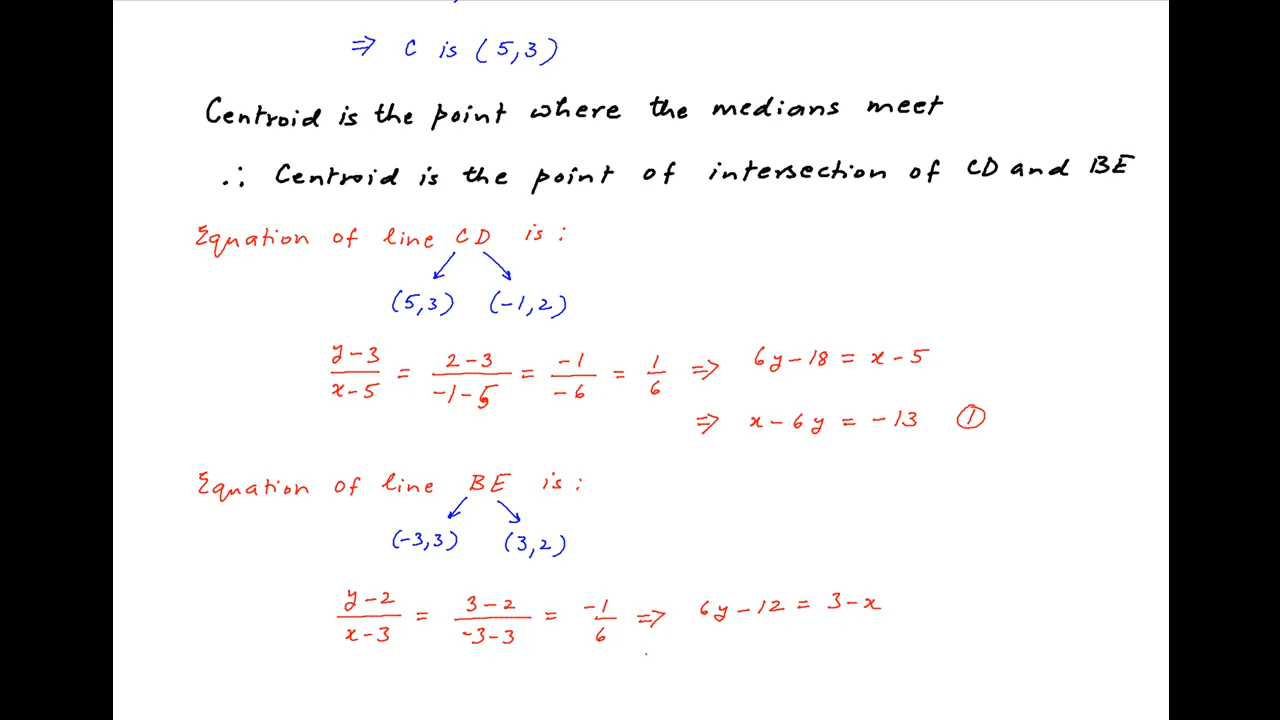 ⇒ C is (5,3)
Centroid is the point where the medians meet
∴ Centroid is the point of intersection of CD and BE
Equation of line CD is:
(5,3) (-1,2)
y-3/x-5 = 2-3/-1-5 = -1/-6 = 1/6 ⇒ 6y-18 = x-5
⇒ x-6y = -13 ①
Equation of line BE is:
(-3,3) (3,2)
y-2/x-3 = 3-2/-3-3 = -1/6 ⇒ 6y-12 = 3-x